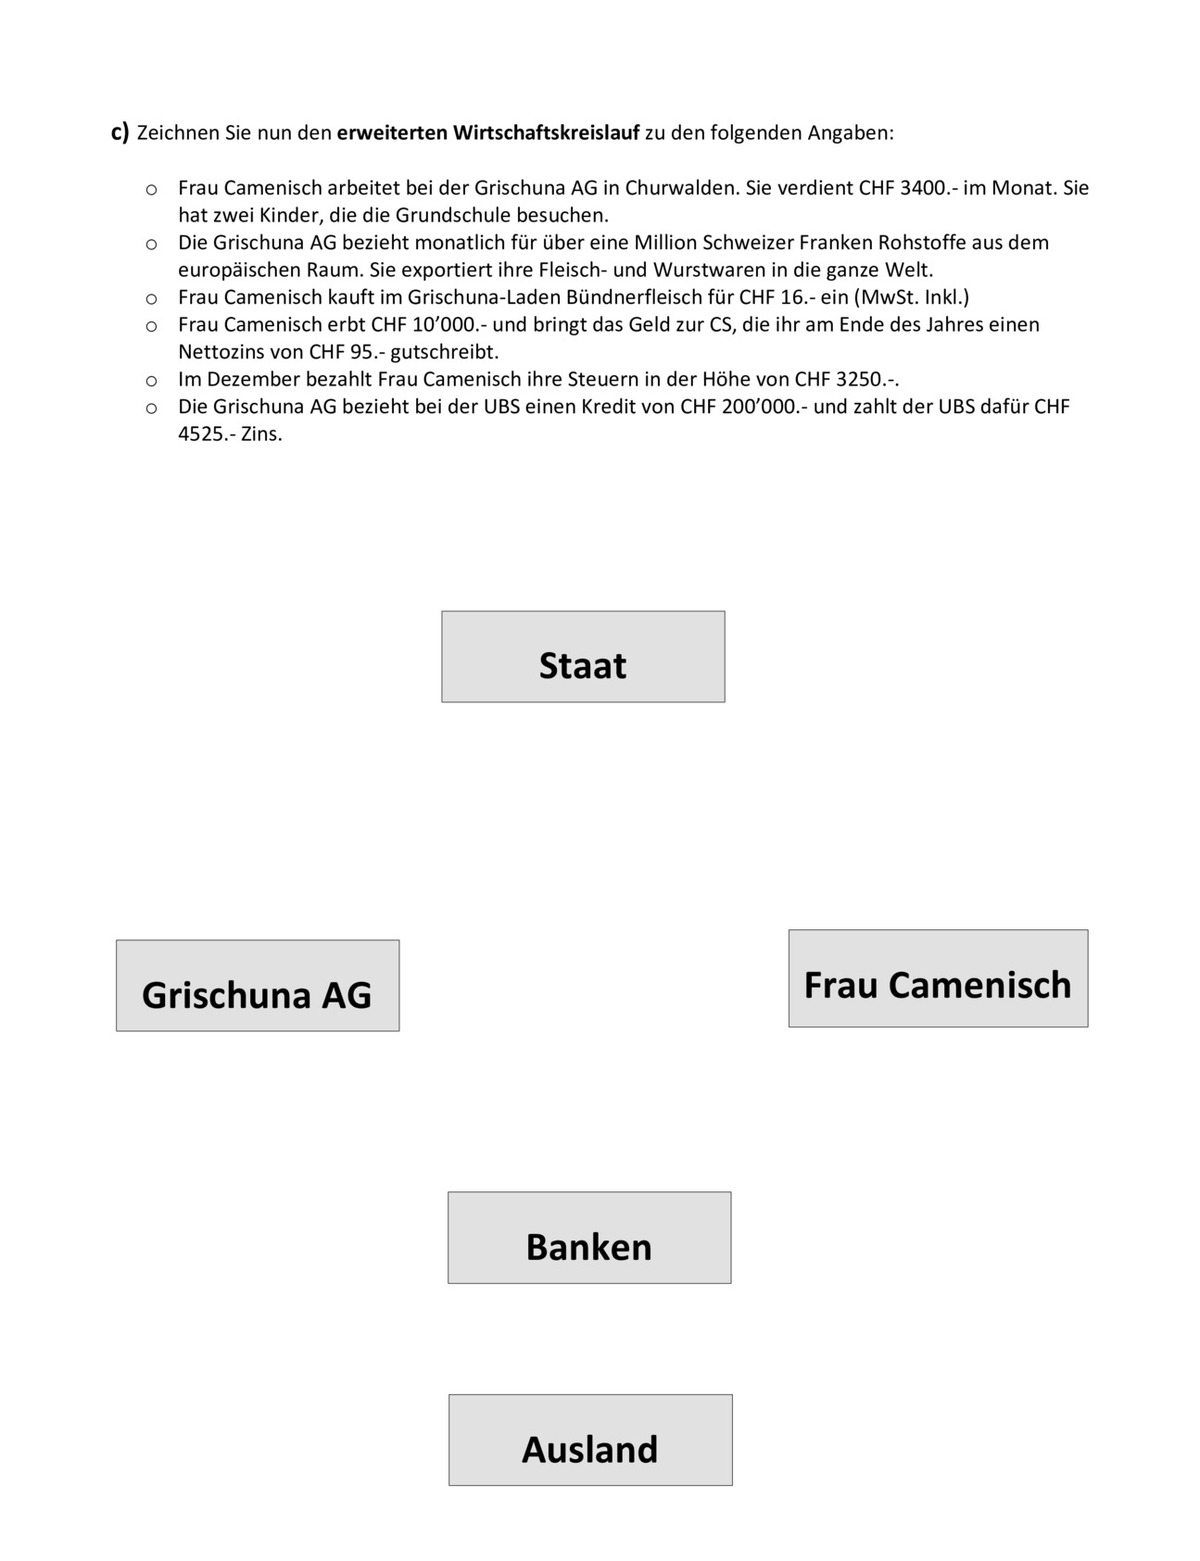 c) Zeichnen Sie nun den erweiterten Wirtschaftskreislauf zu den folgenden Angaben:
o Frau Camenisch arbeitet bei der Grischuna AG in Churwalden. Sie verdient CHF 3400.- im Monat. Sie
hat zwei Kinder, die die Grundschule besuchen.
o Die Grischuna AG bezieht monatlich für über eine Million Schweizer Franken Rohstoffe aus dem
europäischen Raum. Sie exportiert ihre Fleisch- und Wurstwaren in die ganze Welt.
o Frau Camenisch kauft im Grischuna-Laden Bündnerfleisch für CHF 16.- ein (MwSt. Inkl.)
o Frau Camenisch erbt CHF 10’000.- und bringt das Geld zur CS, die ihr am Ende des Jahres einen
Nettozins von CHF 95.- gutschreibt.
o Im Dezember bezahlt Frau Camenisch ihre Steuern in der Höhe von CHF 3250.-.
o Die Grischuna AG bezieht bei der UBS einen Kredit von CHF 200’000.- und zahlt der UBS dafür CHF
4525.- Zins.
Staat
Grischuna AG
Frau Camenisch
Banken
Ausland